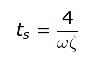 t_s = 4/ωζ